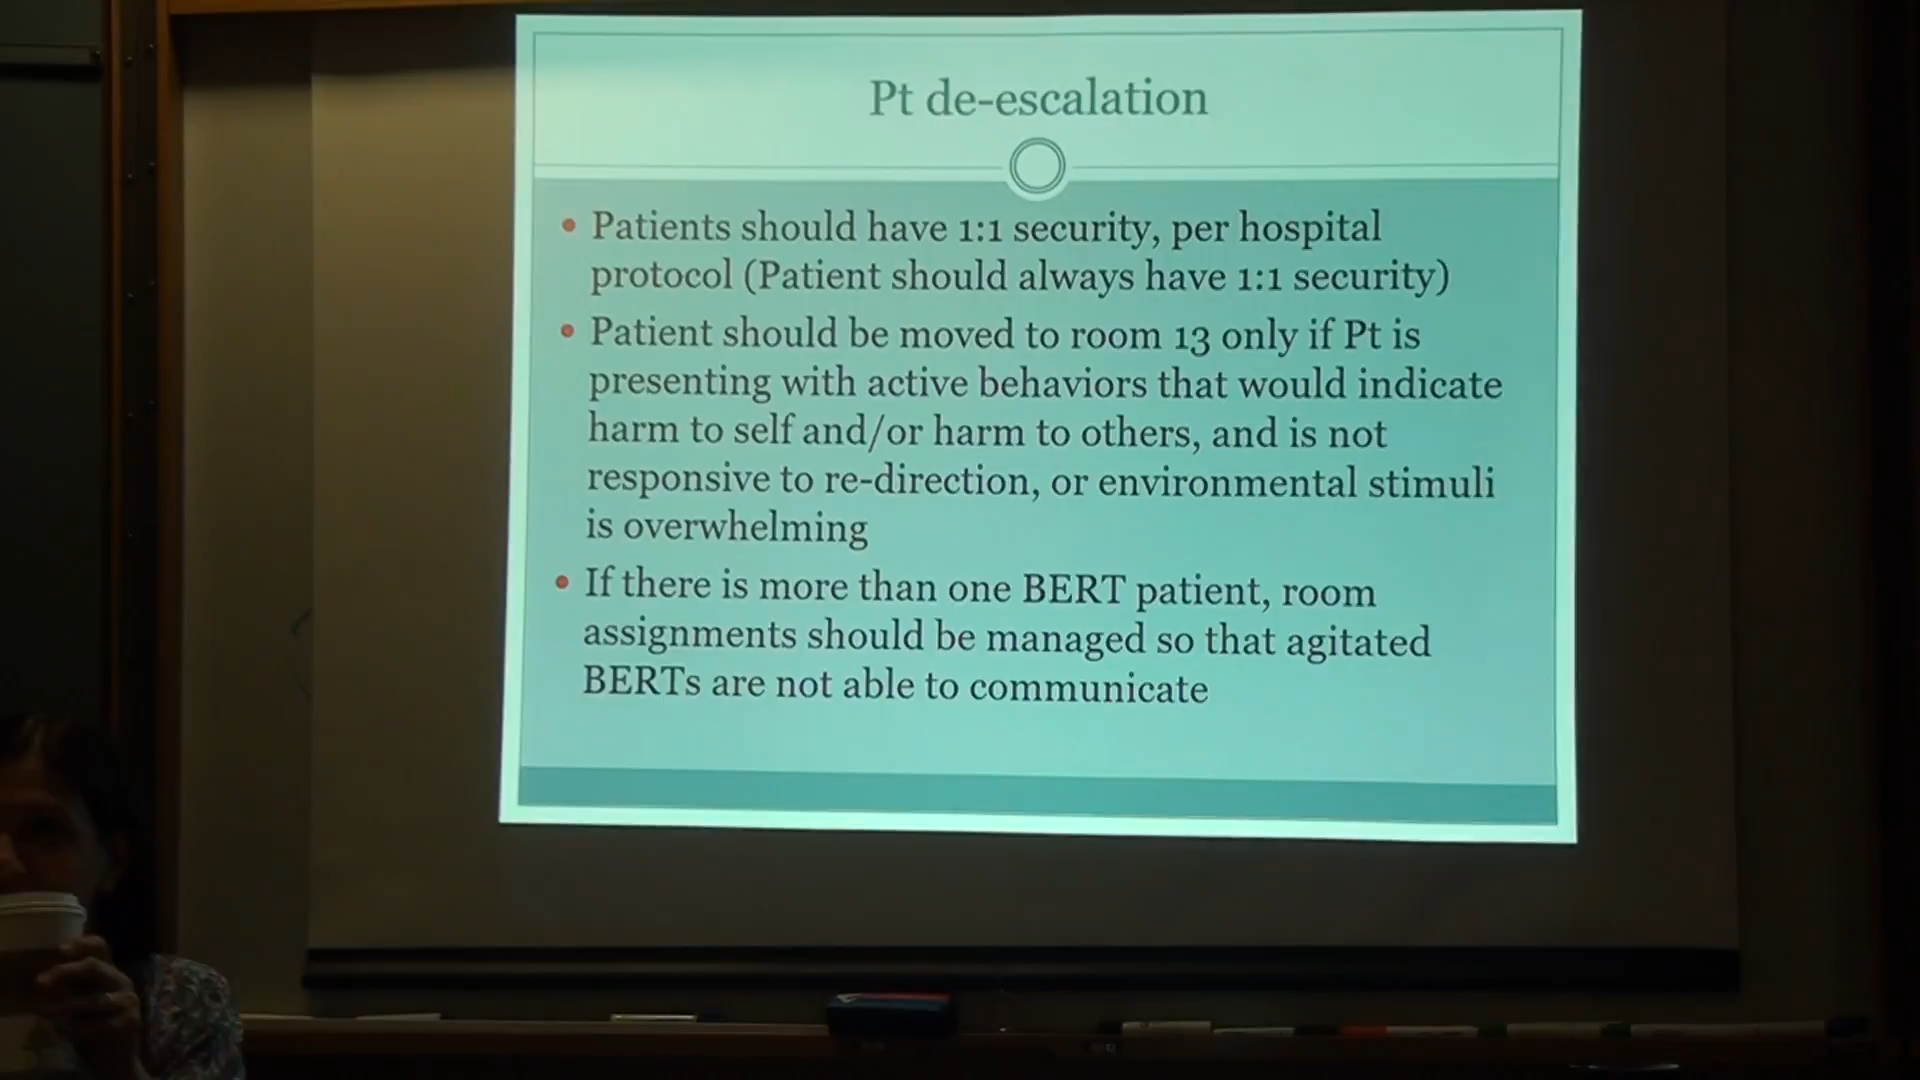 Pt de-escalation
• Patients should have 1:1 security, per hospital
protocol (Patient should always have 1:1 security)
• Patient should be moved to room 13 only if Pt is
presenting with active behaviors that would indicate
harm to self and/or harm to others, and is not
responsive to re-direction, or environmental stimuli
is overwhelming
• If there is more than one BERT patient, room
assignments should be managed so that agitated
BERTs are not able to communicate